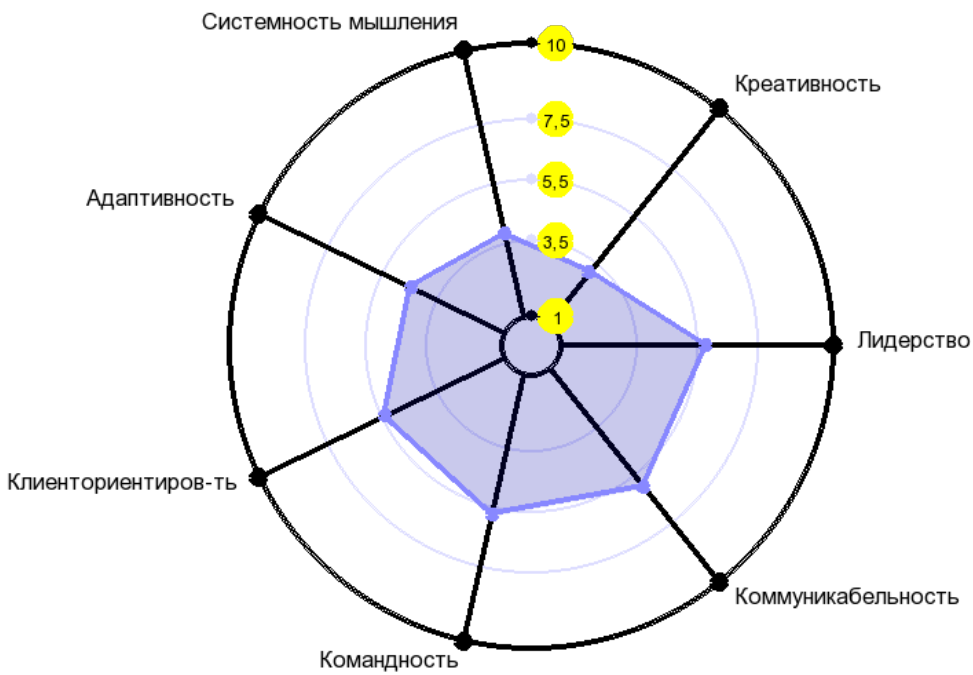 Системность мышления
10
Креативность
7,5
5,5
Адаптивность
3,5
1
Лидерство
Клиенториентиров-ть
Коммуникабельность
Командность